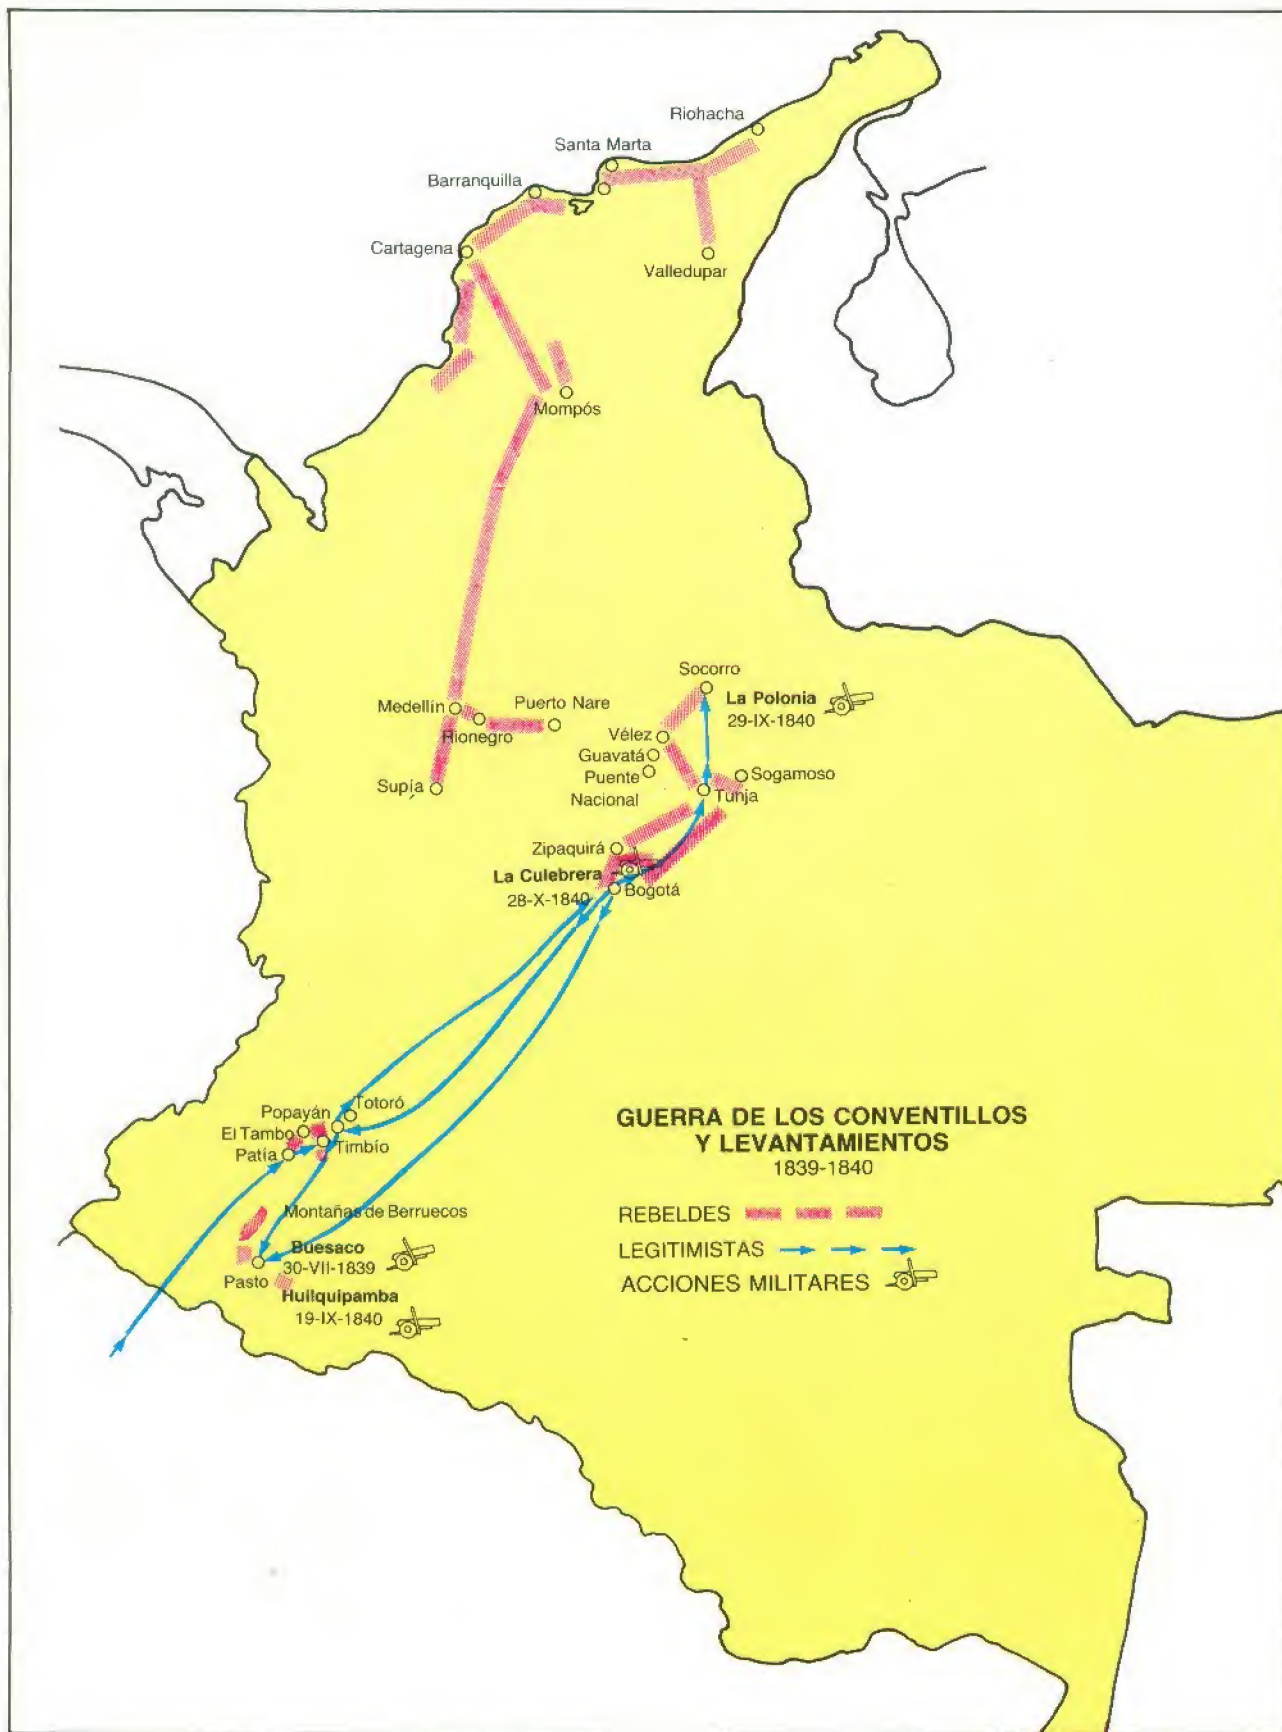 Riohacha
Santa Marta
Barranquilla
Cartagena
Valledupar
Mompós
Socorro
La Polonia
29-IX-1840
Medellín
Puerto Nare
Rionegro
Vélez
Guavatá
Puente
Nacional
Sogamoso
Supía
Tunja
Zipaquirá
La Culebrera
28-X-1840
Bogotá
Popayán
Totoró
El Tambo
Timbío
Patía
Montañas de Berruecos
Buesaco
30-VII-1839
Pasto
Huilquipamba
19-IX-1840
GUERRA DE LOS CONVENTILLOS
Y LEVANTAMIENTOS
1839-1840
REBELDES
LEGITIMISTAS
ACCIONES MILITARES